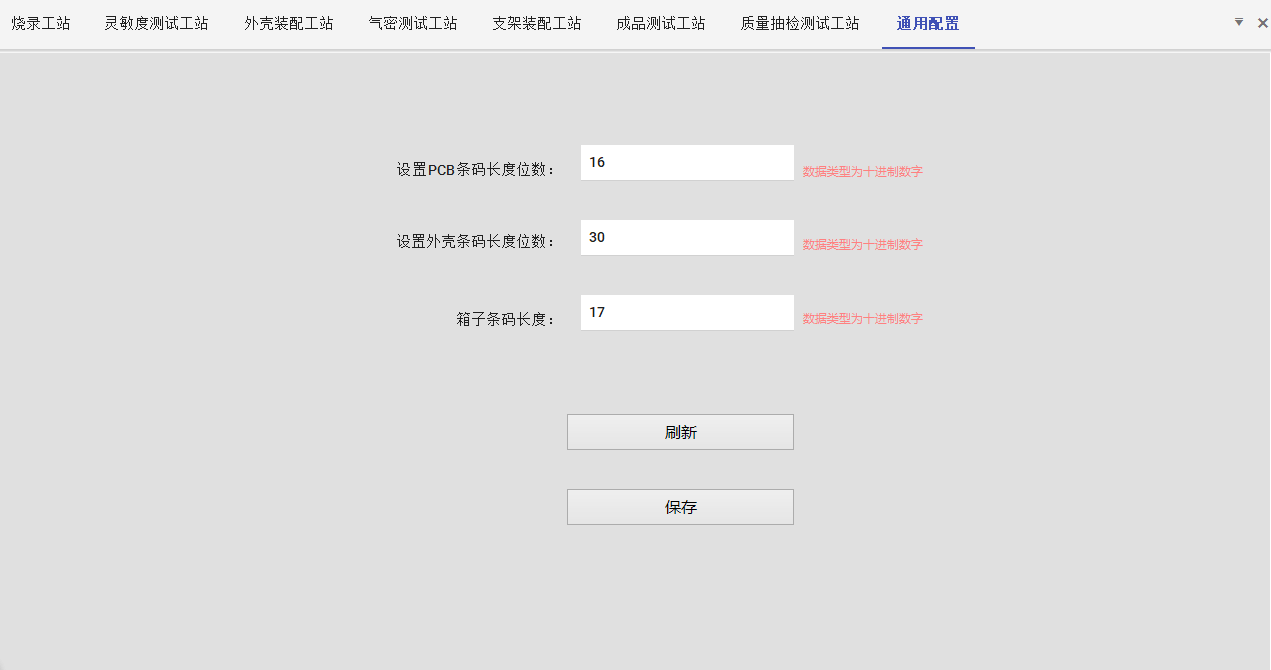 烧录工站 灵敏度测试工站 外壳装配工站 气密测试工站 支架装配工站 成品测试工站 质量抽检测试工站 通用配置
设置PCB条码长度位数： 16 数据类型为十进制数字
设置外壳条码长度位数： 30 数据类型为十进制数字
箱子条码长度： 17 数据类型为十进制数字
刷新
保存